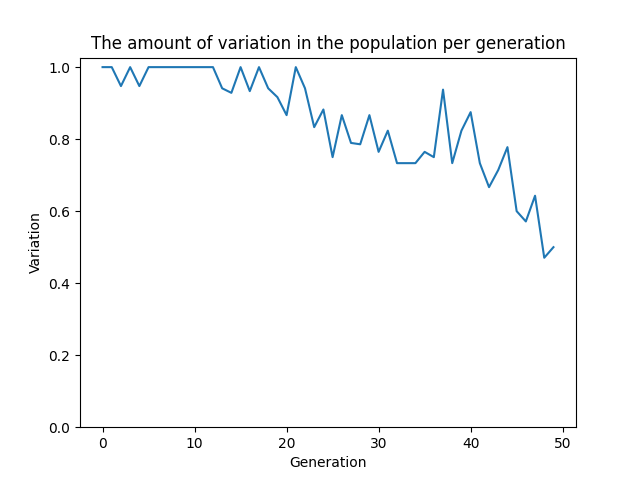 The amount of variation in the population per generation
1.0
0.8
0.6
0.4
0.2
0.0
Variation
0 10 20 30 40 50
Generation